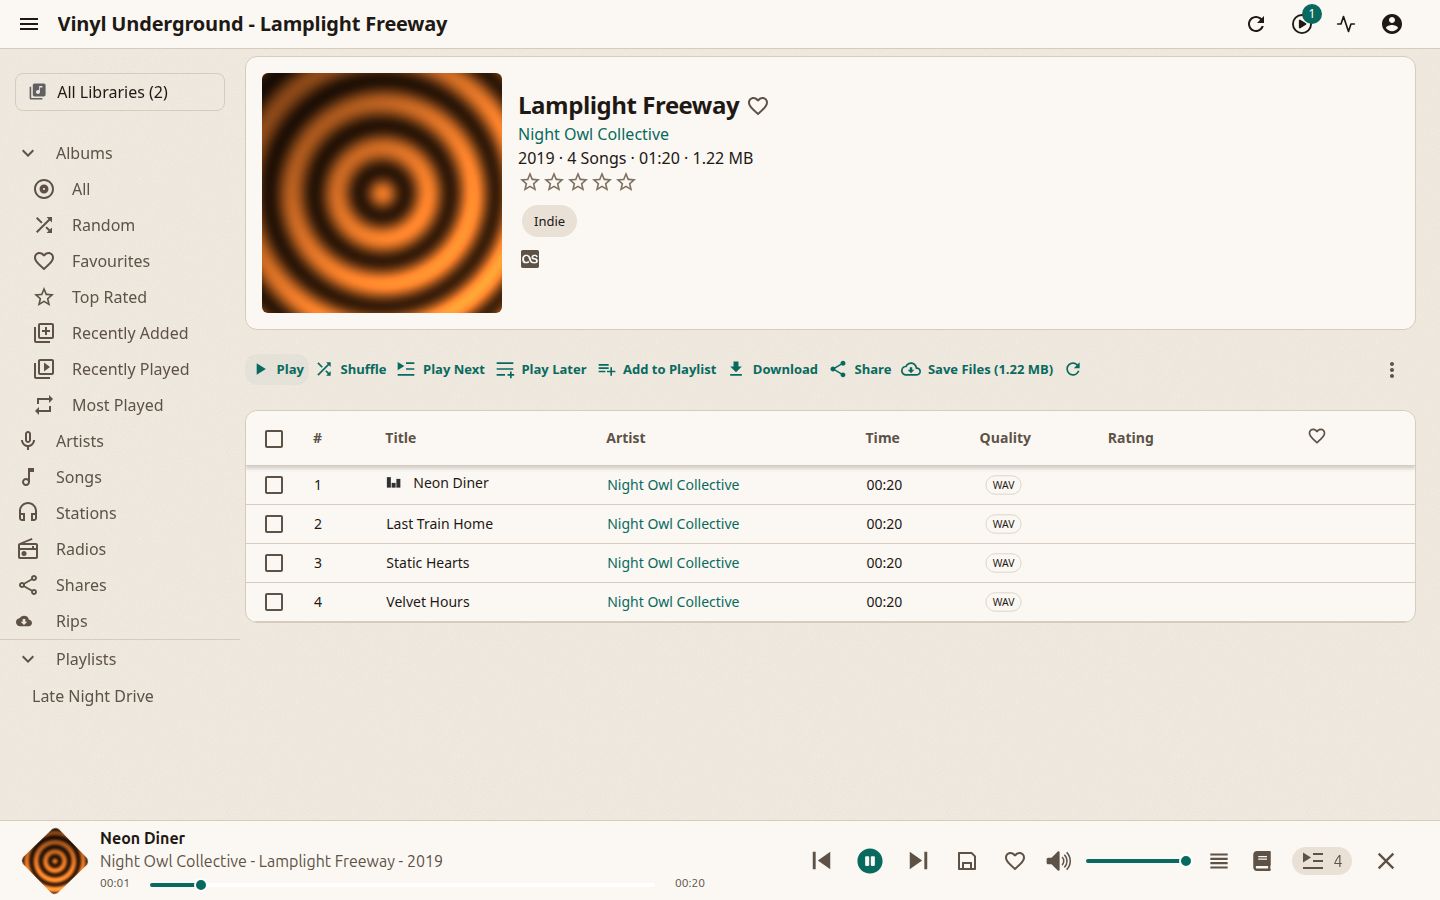 Vinyl Underground - Lamplight Freeway
1
All Libraries (2)
Albums
All
Random
Favourites
Top Rated
Recently Added
Recently Played
Most Played
Artists
Songs
Stations
Radios
Shares
Rips
Playlists
Late Night Drive
Lamplight Freeway
Night Owl Collective
2019 · 4 Songs · 01:20 · 1.22 MB
Indie
Play Shuffle Play Next Play Later Add to Playlist Download Share Save Files (1.22 MB)
# Title Artist Time Quality Rating
1 Neon Diner Night Owl Collective 00:20 WAV
2 Last Train Home Night Owl Collective 00:20 WAV
3 Static Hearts Night Owl Collective 00:20 WAV
4 Velvet Hours Night Owl Collective 00:20 WAV
Neon Diner
Night Owl Collective - Lamplight Freeway - 2019
00:01 00:20
4